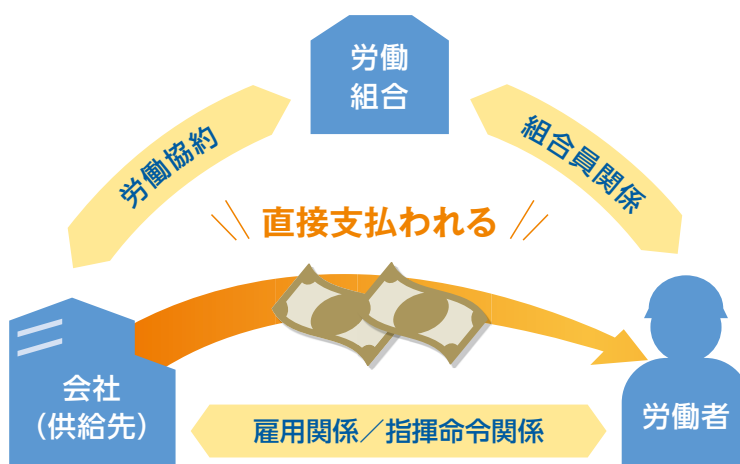 労働
組合
労働協約
組合員関係
直接支払われる
会社
（供給先）
雇用関係／指揮命令関係
労働者